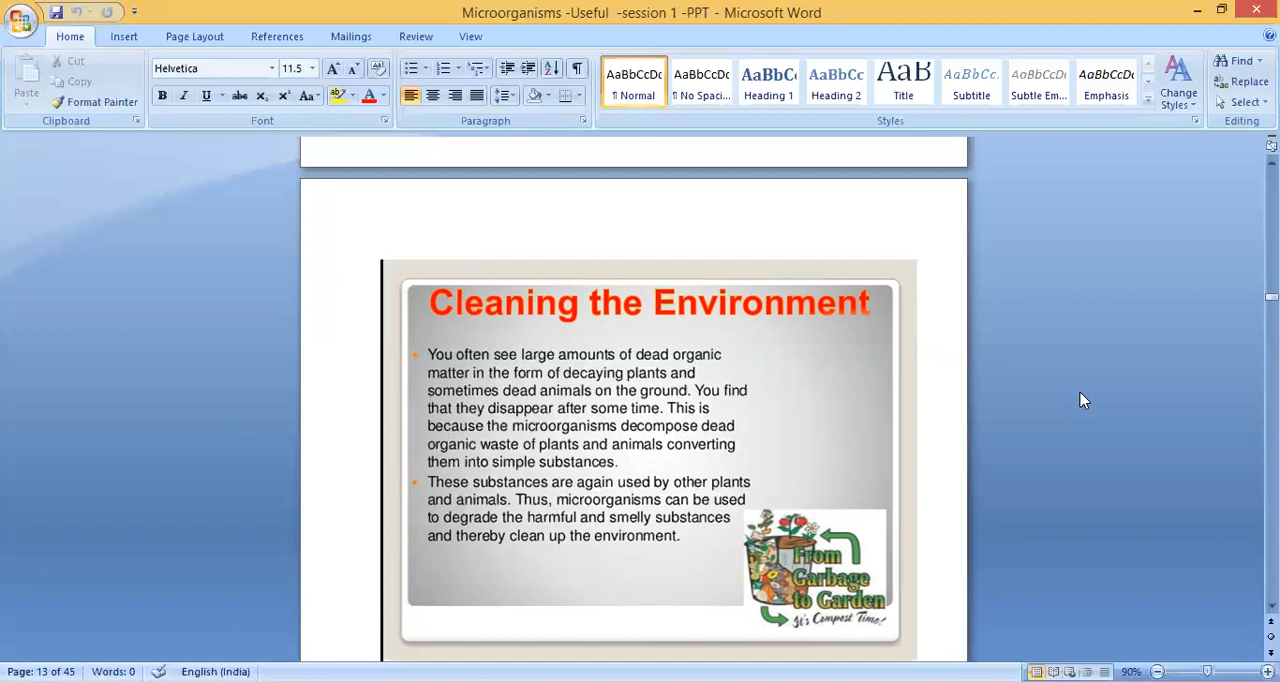 Microorganisms -Useful -session 1 -PPT - Microsoft Word
Home Insert Page Layout References Mailings Review View
Cut
Copy
Paste
Format Painter
Clipboard
Helvetica 11.5
Font
Paragraph
AaBbCcDc AaBbCcDc AaBbC AaBbCc AaB AaBbCc. AaBbCcDc AaBbCcDc
¶ Normal ¶ No Spaci... Heading 1 Heading 2 Title Subtitle Subtle Em... Emphasis
Styles
Change Styles
Find
Replace
Select
Editing
Cleaning the Environment
• You often see large amounts of dead organic
matter in the form of decaying plants and
sometimes dead animals on the ground. You find
that they disappear after some time. This is
because the microorganisms decompose dead
organic waste of plants and animals converting
them into simple substances.
• These substances are again used by other plants
and animals. Thus, microorganisms can be used
to degrade the harmful and smelly substances
and thereby clean up the environment.
From
Garbage
to Garden
It's Compost Time!
Page: 13 of 45 Words: 0 English (India) 90%